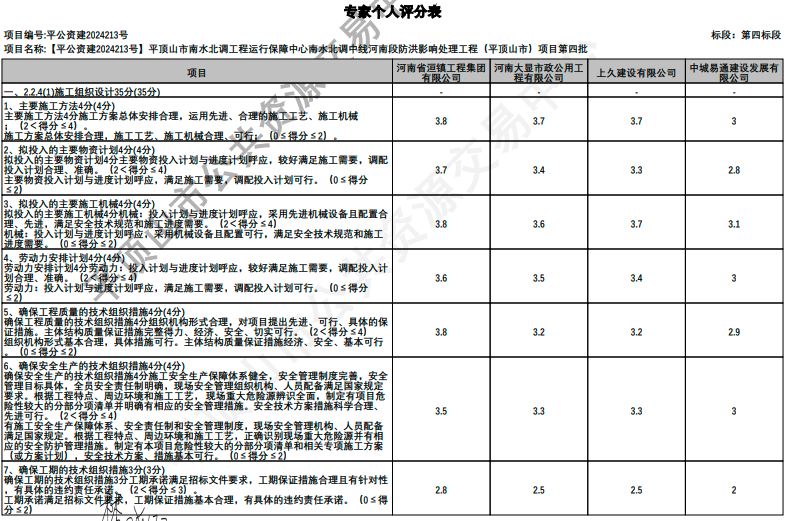 专家个人评分表
项目编号:平公资建2024213号
标段: 第四标段
项目名称:【平公资建2024213号】平顶山市南水北调工程运行保障中心南水北调中线河南段防洪影响处理工程（平顶山市）项目第四批
项目
河南省洹镇工程集团有限公司
河南大显市政公用工程有限公司
上久建设有限公司
中城易通建设发展有限公司
一、2.2.4(1)施工组织设计35分(35分)
-
-
-
-
1、主要施工方法4分(4分)
主要施工方法4分施工方案总体安排合理，运用先进、合理的施工工艺、施工机械
；（2＜得分≤4）。
施工方案总体安排合理，施工工艺、施工机械合理、可行；（0≤得分≤2）。
3.8
3.7
3.7
3
2、拟投入的主要物资计划4分(4分)
拟投入的主要物资计划4分主要物资投入计划与进度计划呼应，较好满足施工需要，调配
投入计划合理、准确。（2＜得分≤4）
主要物资投入计划与进度计划呼应，满足施工需要，调配投入计划可行。（0≤得分
≤2）
3.7
3.4
3.3
2.8
3、拟投入的主要施工机械4分(4分)
拟投入的主要施工机械4分机械：投入计划与进度计划呼应，采用先进机械设备且配置合
理、先进，满足安全技术规范和施工进度需要。（2＜得分≤4）
机械：投入计划与进度计划呼应，采用机械设备且配置可行，满足安全技术规范和施工
进度需要。（0≤得分≤2）
3.8
3.6
3.7
3.1
4、劳动力安排计划4分(4分)
劳动力安排计划4分劳动力：投入计划与进度计划呼应，较好满足施工需要，调配投入计
划合理、准确。（2＜得分≤4）
劳动力：投入计划与进度计划呼应，满足施工需要，调配投入计划可行。（0≤得分
≤2）
3.6
3.5
3.4
3
5、确保工程质量的技术组织措施4分(4分)
确保工程质量的技术组织措施4分组织机构形式合理，对项目提出先进、可行、具体的保
证措施。主体结构质量保证措施完整得力、经济、安全、切实可行。（2＜得分≤4）
组织机构形式基本合理，具体措施可行。主体结构质量保证措施经济、安全、基本可行
。（0≤得分≤2）
3.8
3.2
3.2
2.9
6、确保安全生产的技术组织措施4分(4分)
确保安全生产的技术组织措施4分施工安全生产保障体系健全，安全管理制度完善，安全
管理目标具体，全员安全责任制明确，现场安全管理组织机构、人员配备满足国家规定
要求。根据工程特点、周边环境和施工工艺，现场重大危险源辨识全面，制定有项目危
险性较大的分部分项清单并明确有相应的安全管理措施。安全技术方案措施科学合理、
先进可行。（2＜得分≤4）
有施工安全生产保障体系、安全责任制和安全管理制度，现场安全管理机构、人员配备
满足国家规定。根据工程特点、周边环境和施工工艺，正确识别现场重大危险源并有相
应的安全防护管理措施。制定有本项目危险性较大的分部分项清单和相关专项施工方案
（或方案计划），安全技术方案、措施基本可行。（0≤得分≤2）
3.5
3.3
3.3
3
7、确保工期的技术组织措施3分(3分)
确保工期的技术组织措施3分工期承诺满足招标文件要求，工期保证措施合理且有针对性
，有具体的违约责任承诺。（2＜得分≤3）。
工期承诺满足招标文件要求，工期保证措施基本合理，有具体的违约责任承诺。（0≤得
分≤2）
2.8
2.5
2.5
2
平顶山市公共资源交易中